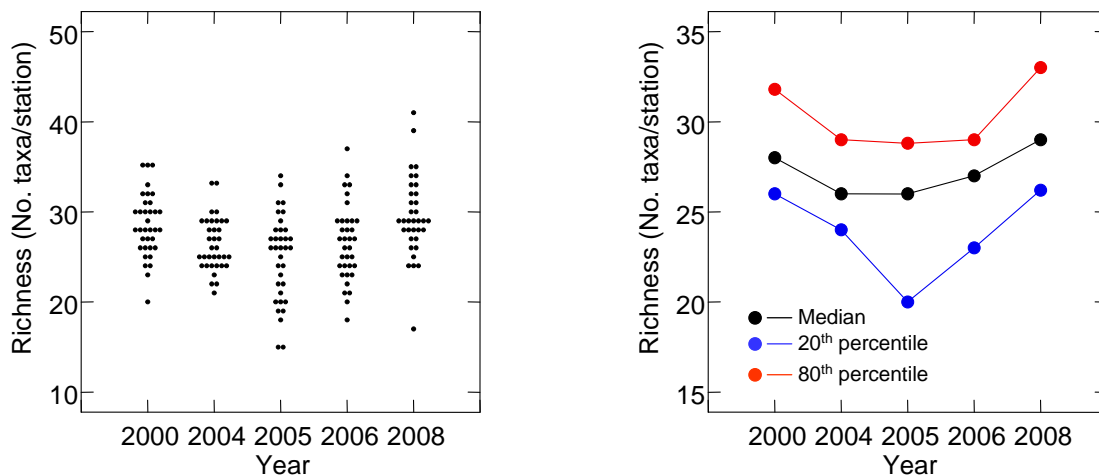 Richness (No. taxa/station)
50
40
30
20
10
2000 2004 2005 2006 2008
Year
Richness (No. taxa/station)
35
30
25
20
15
Median
20th percentile
80th percentile
2000 2004 2005 2006 2008
Year